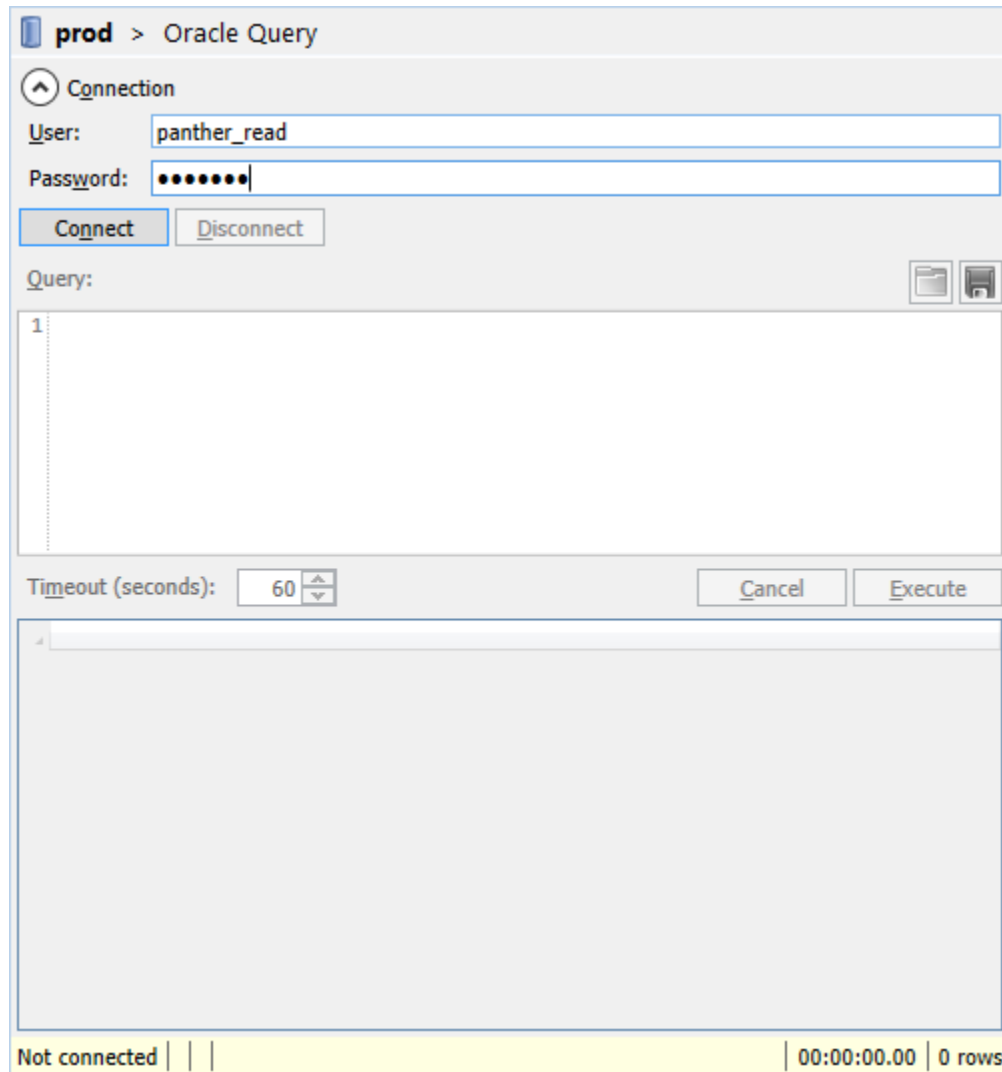 prod > Oracle Query
Connection
User: panther_read
Password: •••••••
Connect Disconnect
Query:
1
Timeout (seconds): 60 Cancel Execute
Not connected 00:00:00.00 0 rows